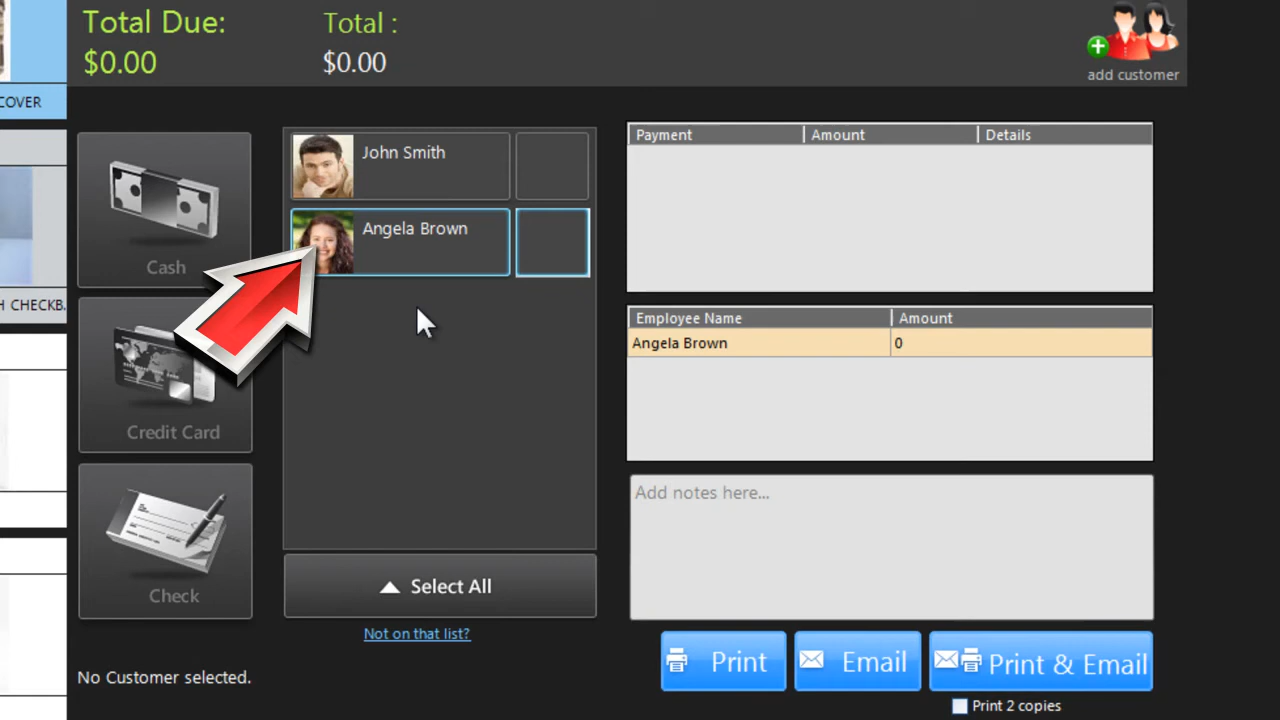 Total Due:
$0.00
Total :
$0.00
add customer
COVER
H CHECKB.
Cash
Credit Card
Check
John Smith
Angela Brown
Select All
Not on that list?
Payment Amount Details
Employee Name Amount
Angela Brown 0
Add notes here...
No Customer selected.
Print
Email
Print & Email
Print 2 copies